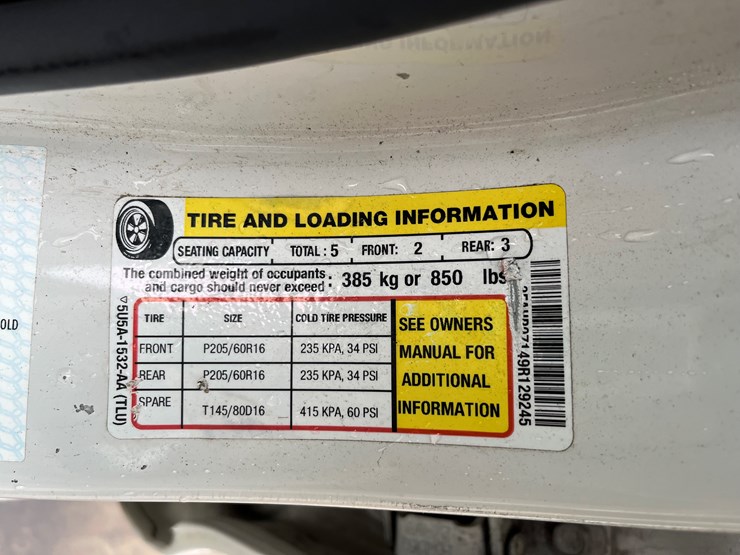 TIRE AND LOADING INFORMATION
SEATING CAPACITY TOTAL : 5 FRONT: 2 REAR: 3
The combined weight of occupants : 385 kg or 850 lbs
and cargo should never exceed
TIRE SIZE COLD TIRE PRESSURE
FRONT P205/60R16 235 KPA, 34 PSI
REAR P205/60R16 235 KPA, 34 PSI
SPARE T145/80D16 415 KPA, 60 PSI
SEE OWNERS
MANUAL FOR
ADDITIONAL
INFORMATION
5U5A-1532-AA (TLU)
7149R129245
OLD
INFORMATION